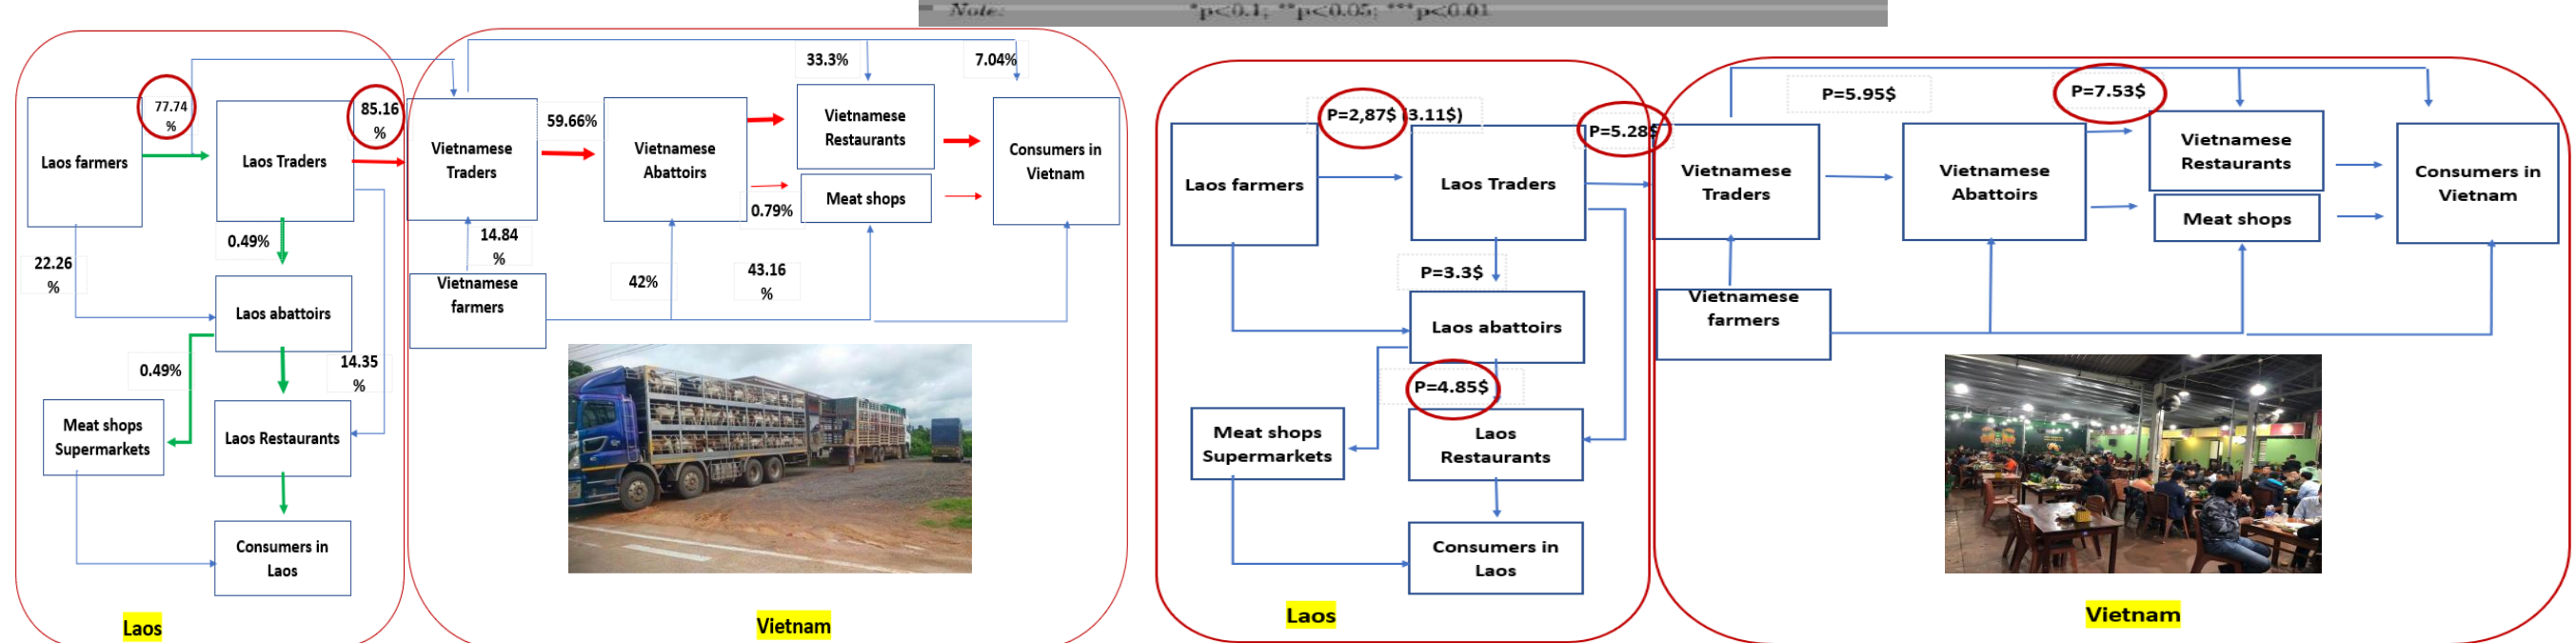 Note: *p<0.1; **p<0.05; ***p<0.01
33.3%
7.04%
77.74
%
85.16
%
59.66%
Laos farmers
Laos Traders
Vietnamese
Traders
Vietnamese
Abattoirs
Vietnamese
Restaurants
Meat shops
Consumers in
Vietnam
0.79%
0.49%
14.84
%
22.26
%
42%
43.16
%
Vietnamese
farmers
Laos abattoirs
0.49%
14.35
%
Meat shops
Supermarkets
Laos Restaurants
Consumers in
Laos
Laos
Vietnam
P=2,87$ (3.11$)
P=5.28$
P=5.95$
P=7.53$
Laos farmers
Laos Traders
Vietnamese
Traders
Vietnamese
Abattoirs
Vietnamese
Restaurants
Meat shops
Consumers in
Vietnam
P=3.3$
Vietnamese
farmers
Laos abattoirs
P=4.85$
Meat shops
Supermarkets
Laos
Restaurants
Consumers in
Laos
Laos
Vietnam